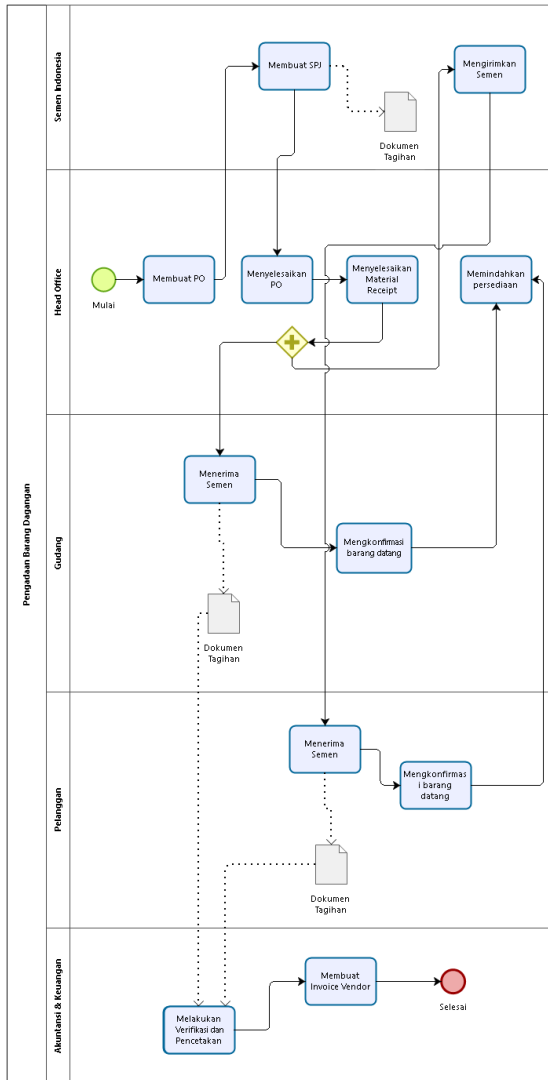 Pengadaan Barang Dagangan
Semen Indonesia
Membuat SPJ
Mengirimkan
Semen
Dokumen
Tagihan
Head Office
Mulai
Membuat PO
Menyelesaikan
PO
Menyelesaikan
Material
Receipt
Memindahkan
persediaan
Gudang
Menerima
Semen
Mengkonfirmasi
barang datang
Dokumen
Tagihan
Pelanggan
Menerima
Semen
Mengkonfirmas
i barang
datang
Dokumen
Tagihan
Akuntansi & Keuangan
Melakukan
Verifikasi dan
Pencetakan
Membuat
Invoice Vendor
Selesai